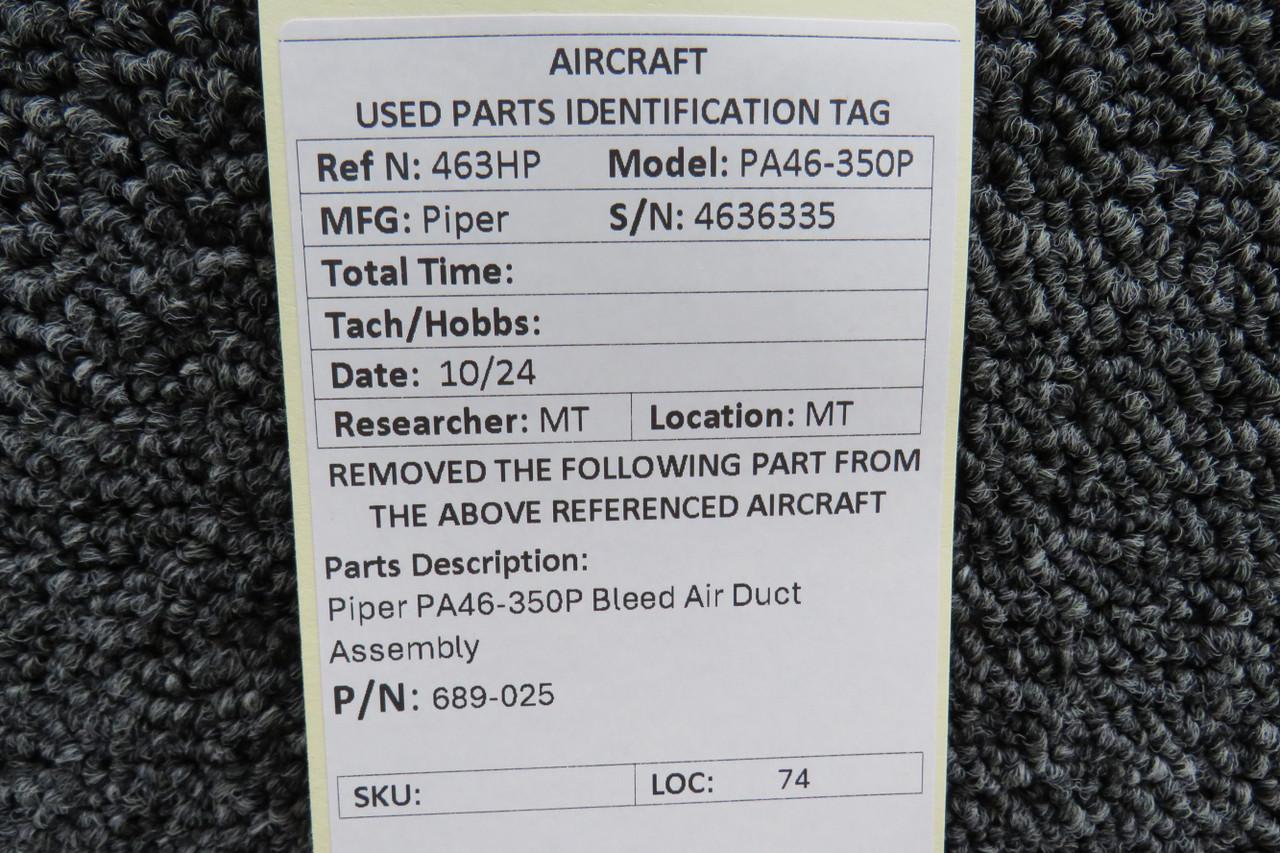 AIRCRAFT
USED PARTS IDENTIFICATION TAG
Ref N: 463HP Model: PA46-350P
MFG: Piper S/N: 4636335
Total Time:
Tach/Hobbs:
Date: 10/24
Researcher: MT Location: MT
REMOVED THE FOLLOWING PART FROM
THE ABOVE REFERENCED AIRCRAFT
Parts Description:
Piper PA46-350P Bleed Air Duct
Assembly
P/N: 689-025
SKU: LOC: 74